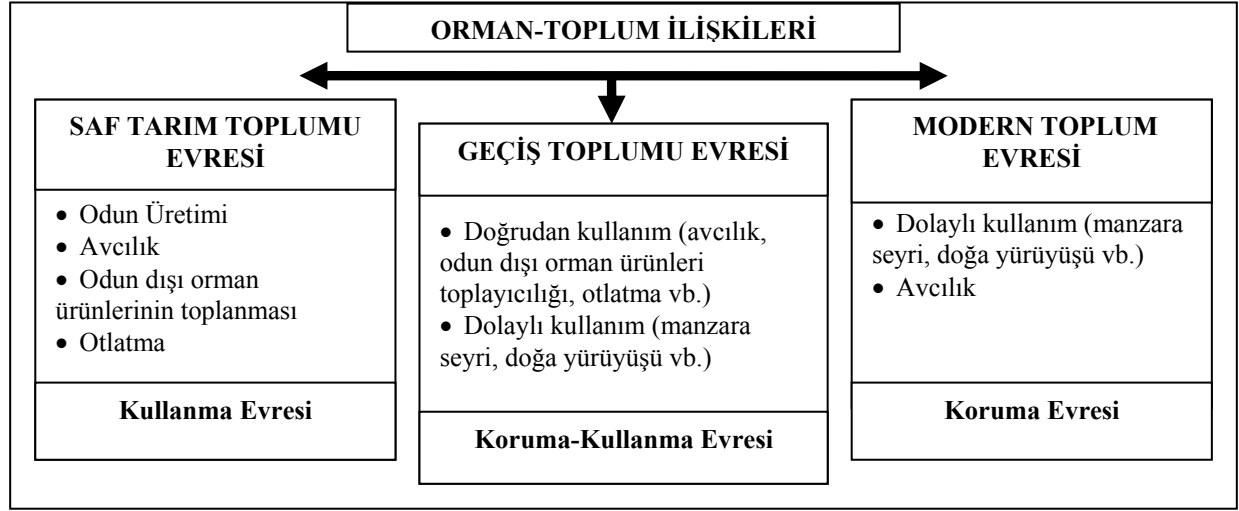 ORMAN-TOPLUM İLİŞKİLERİ
SAF TARIM TOPLUMU
EVRESİ
• Odun Üretimi
• Avcılık
• Odun dışı orman
ürünlerinin toplanması
• Otlatma
Kullanma Evresi
GEÇİŞ TOPLUMU EVRESİ
• Doğrudan kullanım (avcılık,
odun dışı orman ürünleri
toplayıcılığı, otlatma vb.)
• Dolaylı kullanım (manzara
seyri, doğa yürüyüşü vb.)
Koruma-Kullanma Evresi
MODERN TOPLUM
EVRESİ
• Dolaylı kullanım (manzara
seyri, doğa yürüyüşü vb.)
• Avcılık
Koruma Evresi